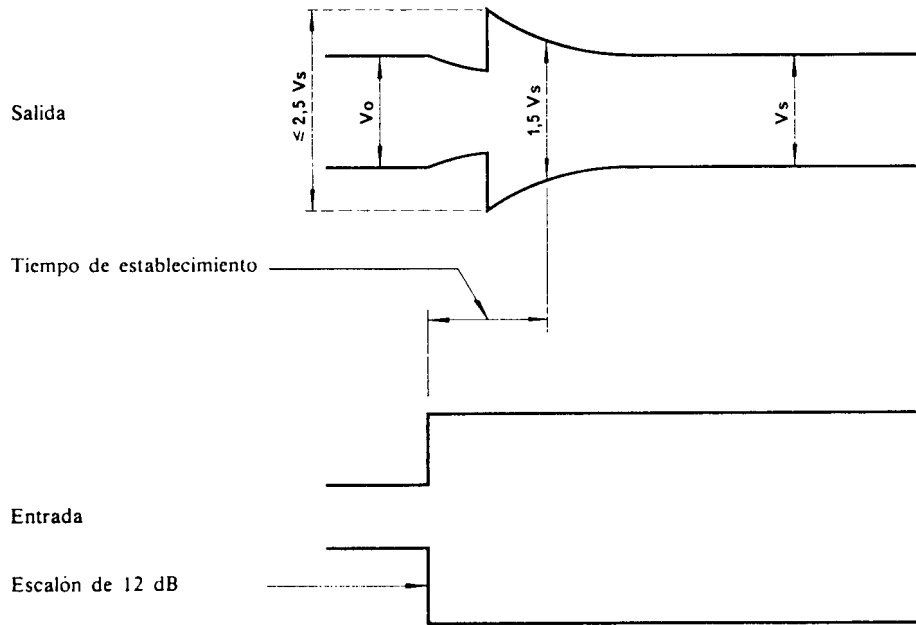 Salida
≤ 2,5 Vs
Vo
1,5 Vs
Vs
Tiempo de establecimiento
Entrada
Escalón de 12 dB